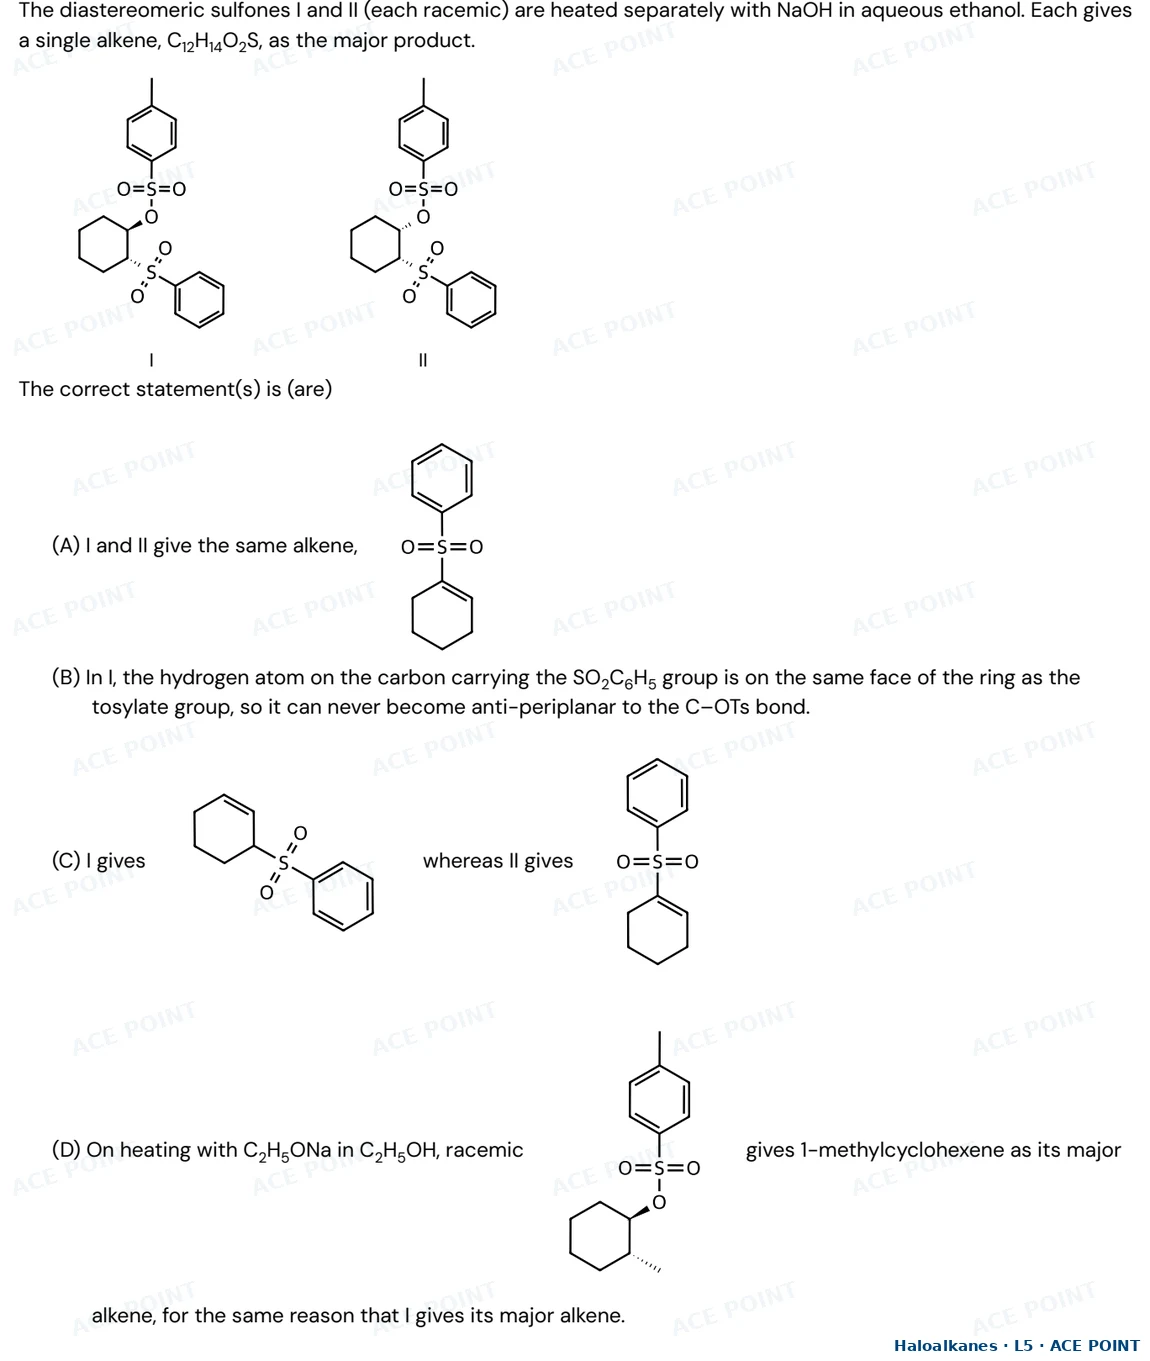 The diastereomeric sulfones I and II (each racemic) are heated separately with NaOH in aqueous ethanol. Each gives
a single alkene, C₁₂H₁₄O₂S, as the major product.
O=S=O
O
O
S
O
I
O=S=O
O
O
S
O
II
The correct statement(s) is (are)
(A) I and II give the same alkene,
O=S=O
(B) In I, the hydrogen atom on the carbon carrying the SO₂C₆H₅ group is on the same face of the ring as the
tosylate group, so it can never become anti-periplanar to the C–OTs bond.
(C) I gives
O
S
O
whereas II gives
O=S=O
(D) On heating with C₂H₅ONa in C₂H₅OH, racemic
O=S=O
O
gives 1-methylcyclohexene as its major
alkene, for the same reason that I gives its major alkene.
Haloalkanes · L5 · ACE POINT
ACE POINT